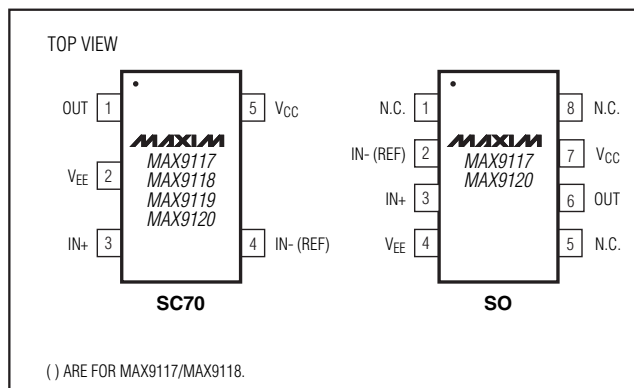 TOP VIEW
OUT 1
5 VCC
VEE 2
IN+ 3
4 IN- (REF)
MAXIM
MAX9117
MAX9118
MAX9119
MAX9120
SC70
N.C. 1
8 N.C.
IN- (REF) 2
7 VCC
IN+ 3
6 OUT
VEE 4
5 N.C.
MAXIM
MAX9117
MAX9120
SO
( ) ARE FOR MAX9117/MAX9118.